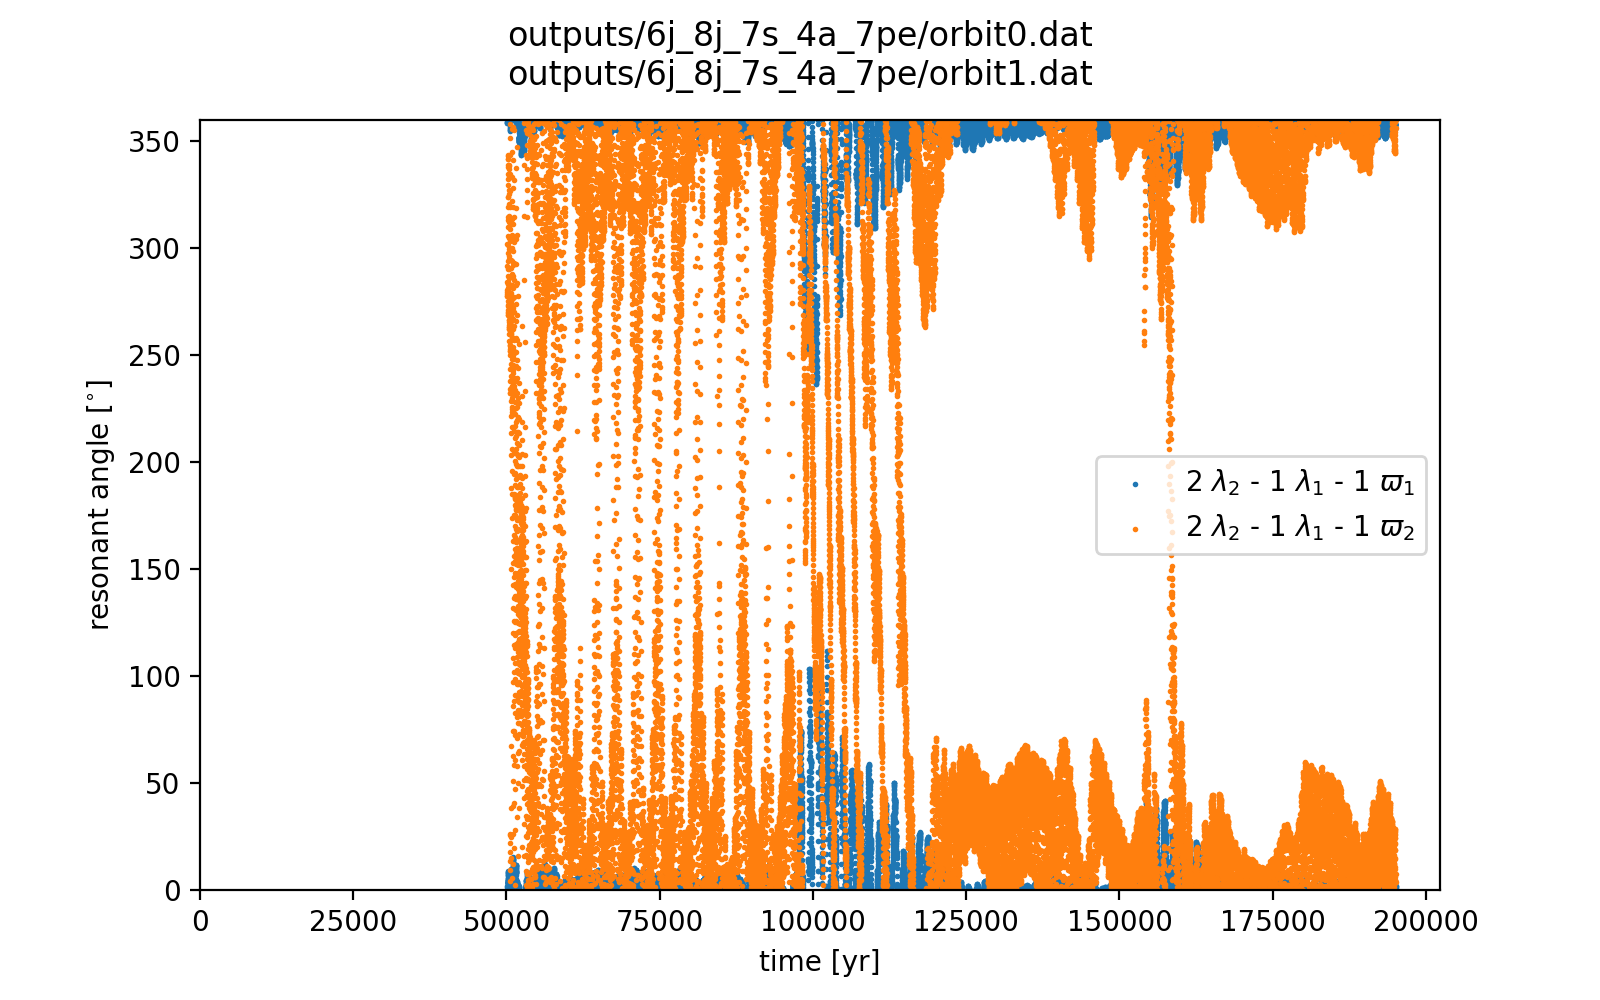 outputs/6j_8j_7s_4a_7pe/orbit0.dat
outputs/6j_8j_7s_4a_7pe/orbit1.dat
350
300
250
200
150
100
50
0
resonant angle [°]
2 λ₂ - 1 λ₁ - 1 ϖ₁
2 λ₂ - 1 λ₁ - 1 ϖ₂
0 25000 50000 75000 100000 125000 150000 175000 200000
time [yr]